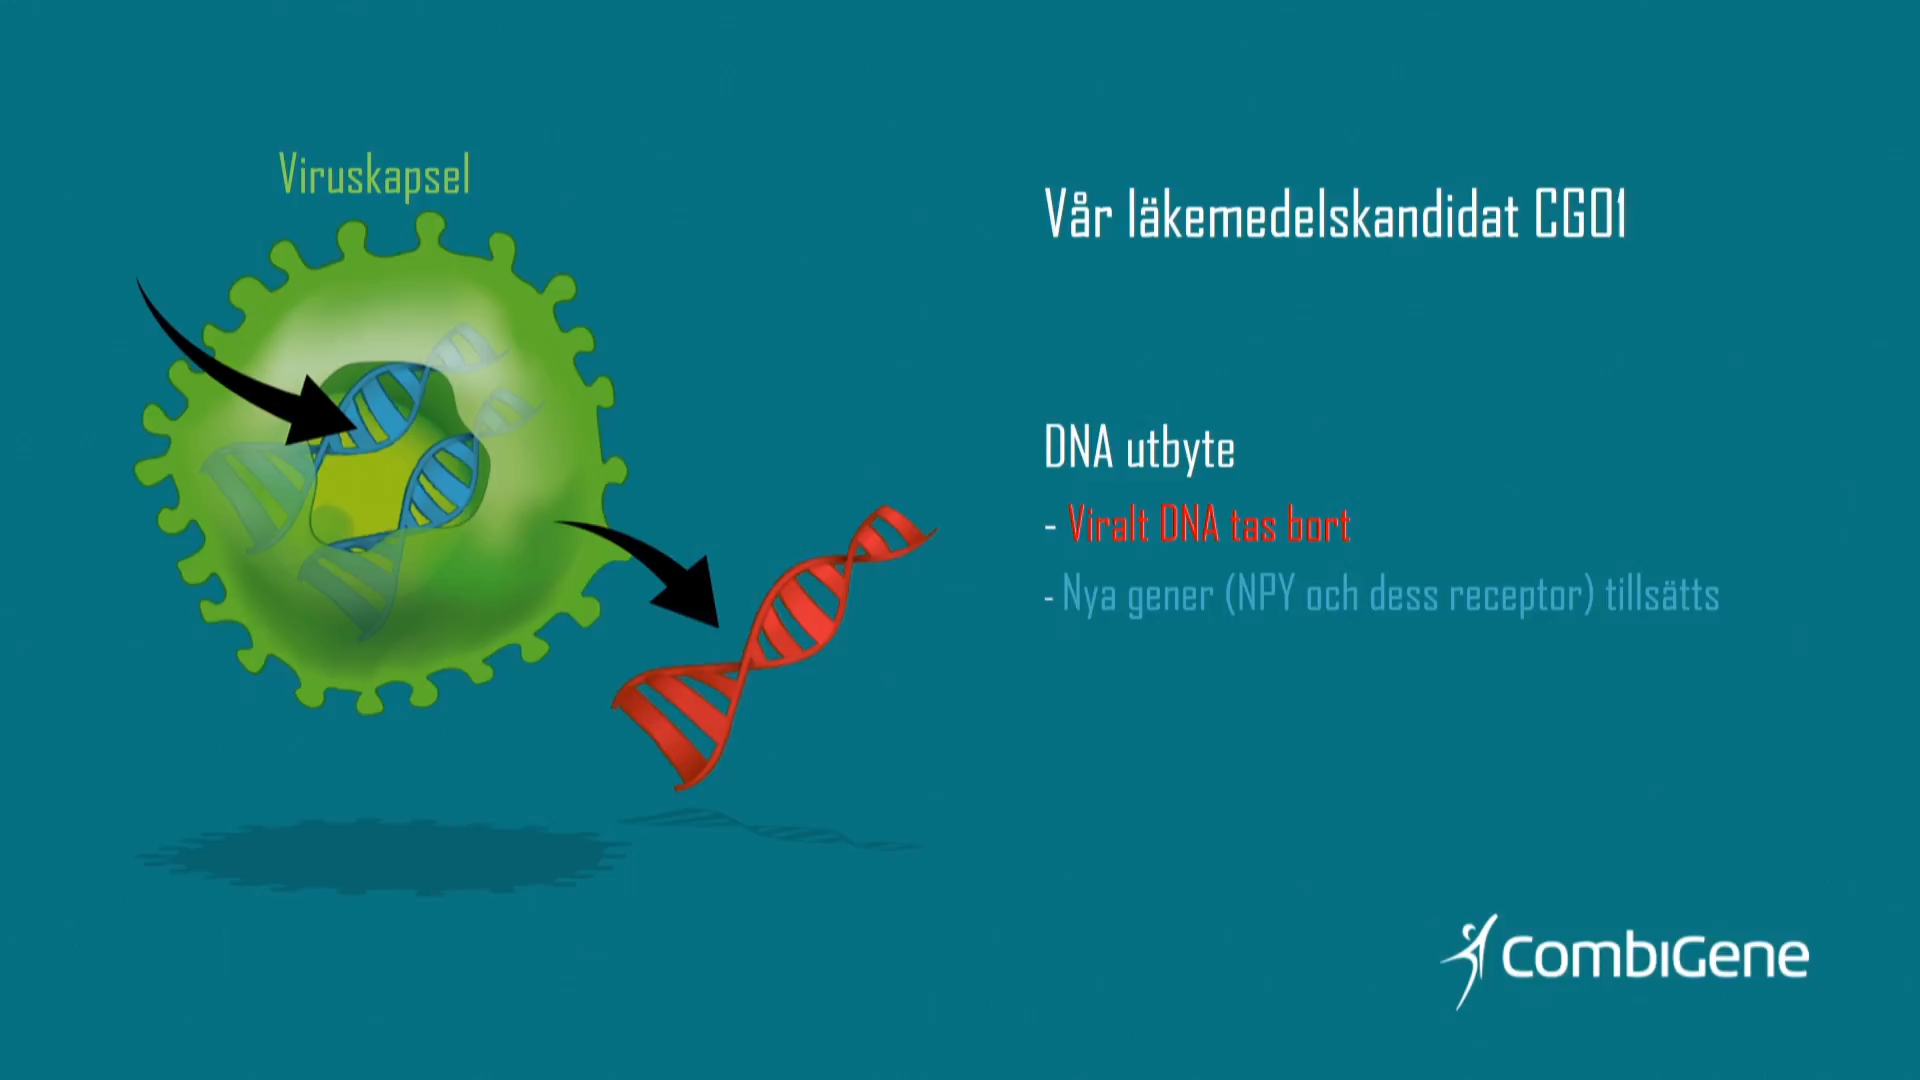 Viruskapsel
Vår läkemedelskandidat CG01
DNA utbyte
- Viralt DNA tas bort
- Nya gener (NPY och dess receptor) tillsätts
CombiGene